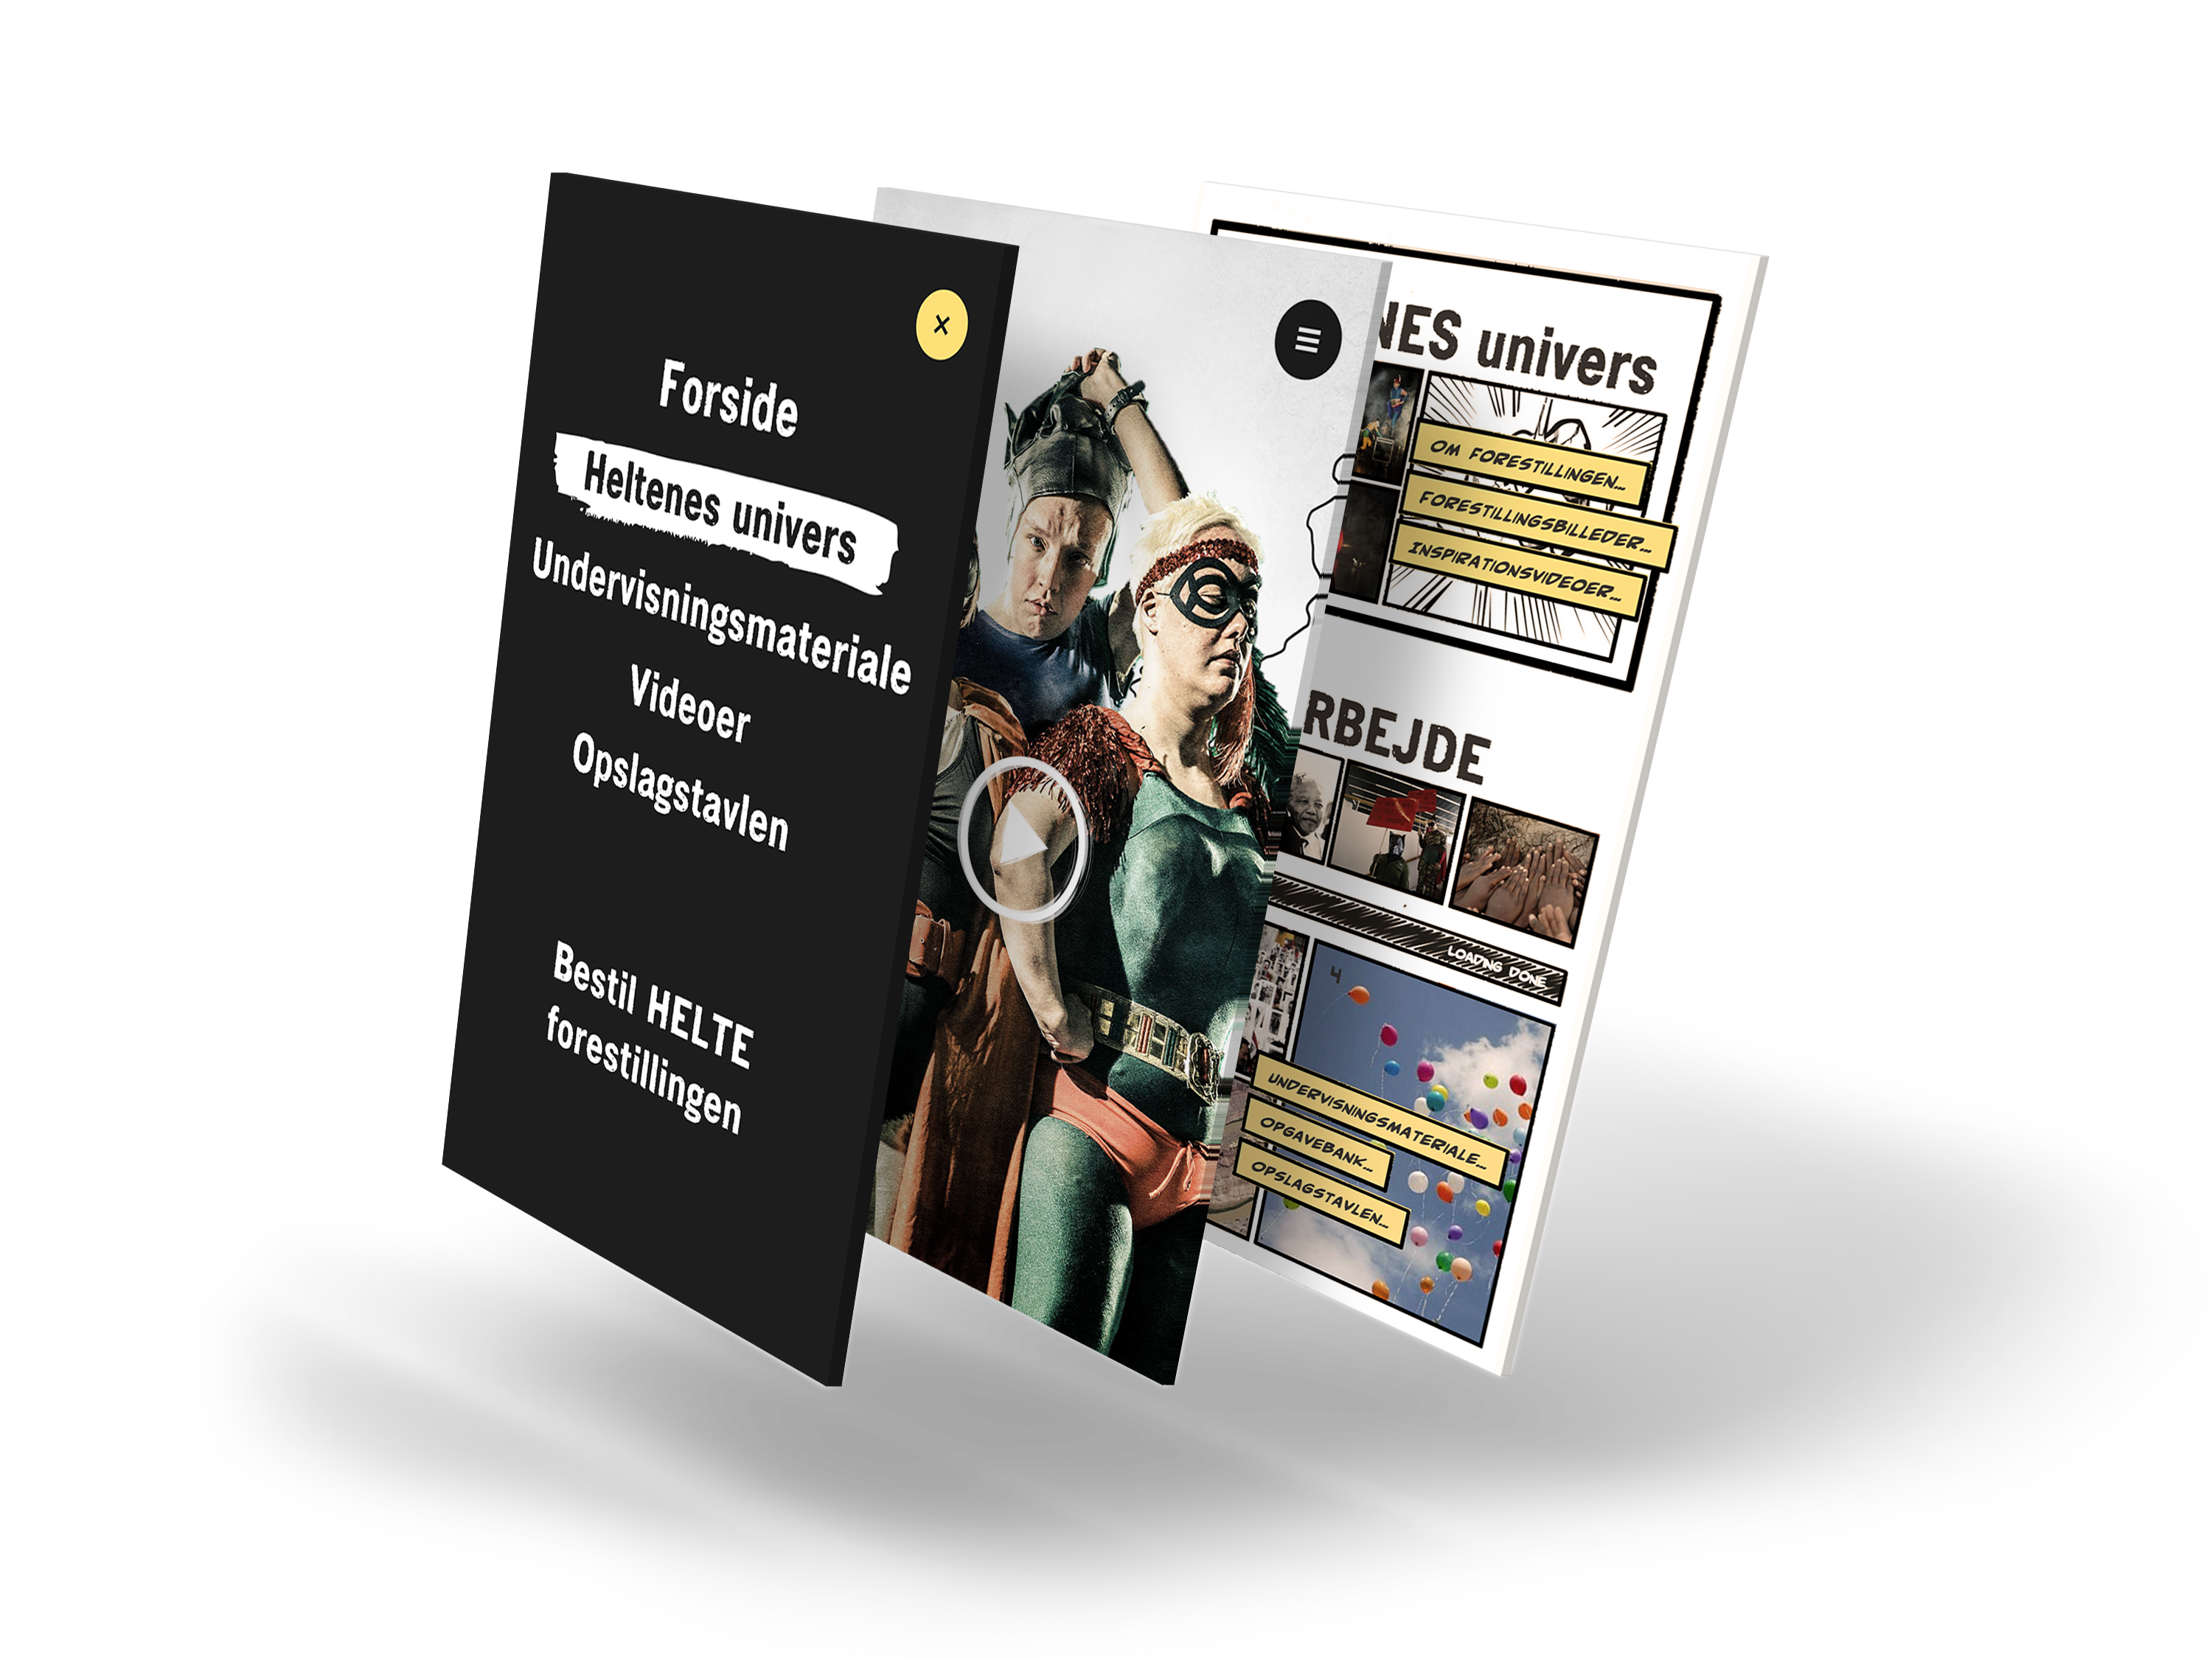 Forside
Heltenes univers
Undervisningsmateriale
Videoer
Opslagstavlen
Bestil HELTE
forestillingen
NES univers
OM FORESTILLINGEN...
FORESTILLINGSBILLEDER...
INSPIRATIONSVIDEOER...
RBEJDE
LOADING DONE
4
UNDERVISNINGSMATERIALE...
OPGAVEBANK...
OPSLAGSTAVLEN...